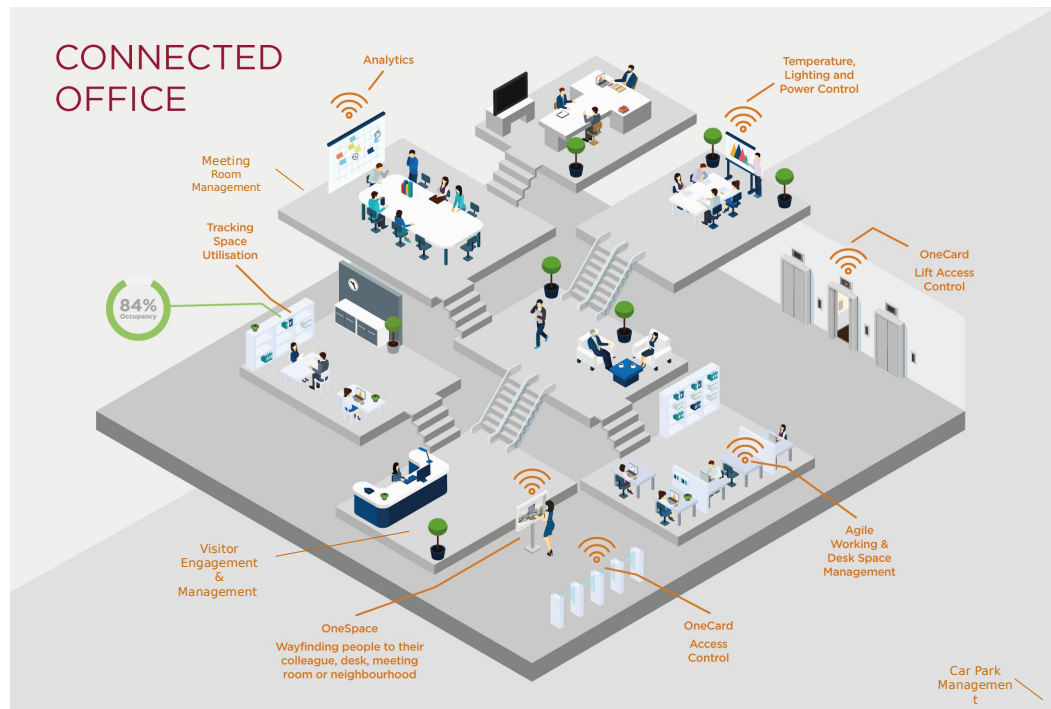 CONNECTED
OFFICE
Analytics
Temperature,
Lighting and
Power Control
Meeting
Room
Management
Tracking
Space
Utilisation
84%
Occupancy
OneCard
Lift Access
Control
Visitor
Engagement
&
Management
OneSpace
Wayfinding people to their
colleague, desk, meeting
room or neighbourhood
OneCard
Access
Control
Agile
Working &
Desk Space
Management
Car Park
Managemen
t